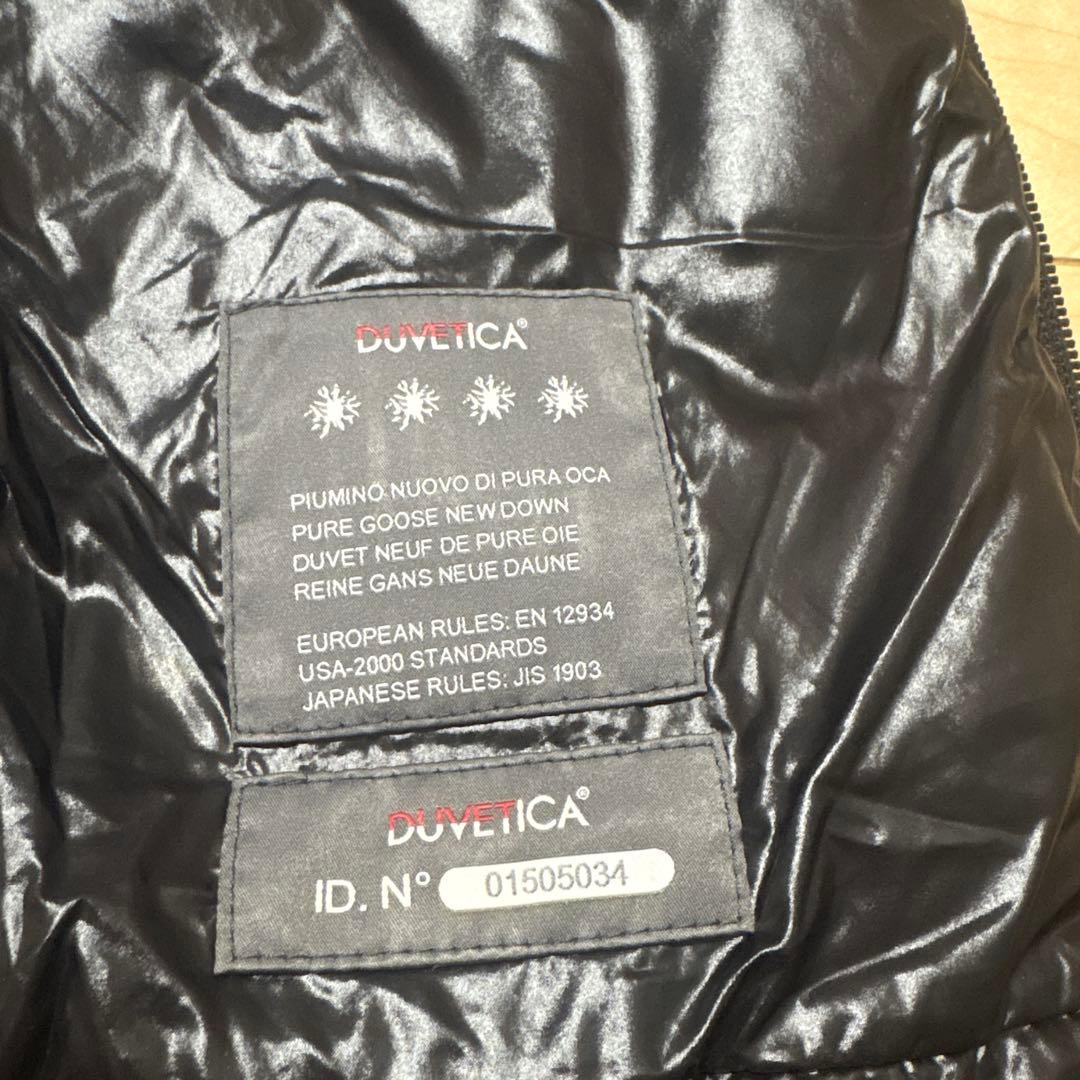 DUVETICA®
PIUMINO NUOVO DI PURA OCA
PURE GOOSE NEW DOWN
DUVET NEUF DE PURE OIE
REINE GANS NEUE DAUNE
EUROPEAN RULES: EN 12934
USA-2000 STANDARDS
JAPANESE RULES: JIS 1903
DUVETICA®
ID. N° 01505034